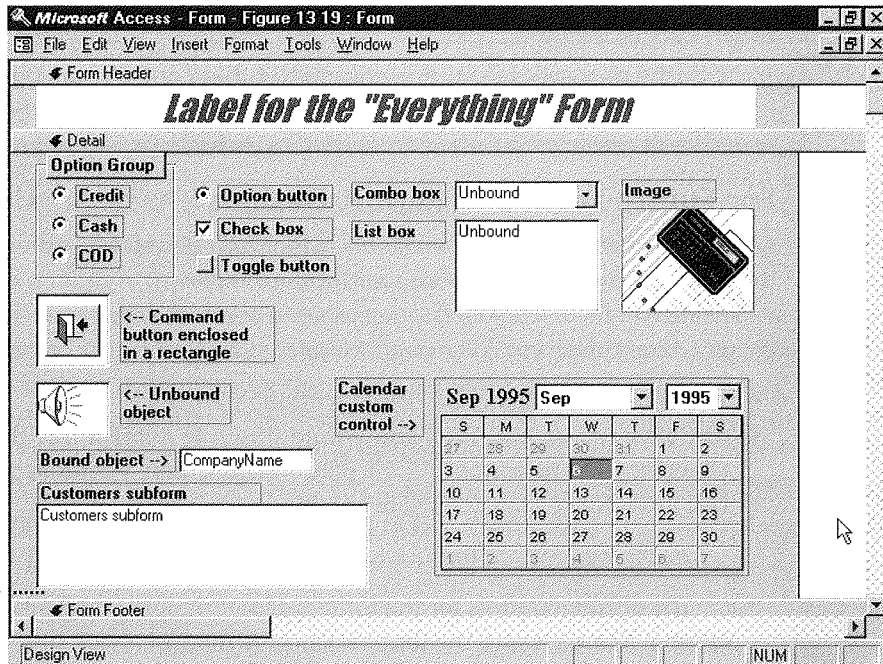 Microsoft Access - Form - Figure 13 19 : Form
File Edit View Insert Format Tools Window Help
Form Header
Label for the "Everything" Form
Detail
Option Group
Credit
Cash
COD
Option button
Check box
Toggle button
Combo box
Unbound
List box
Unbound
Image
<-- Command
button enclosed
in a rectangle
<-- Unbound
object
Calendar
custom
control -->
Sep 1995 Sep 1995
S M T W T F S
27 28 29 30 31 1 2
3 4 5 6 7 8 9
10 11 12 13 14 15 16
17 18 19 20 21 22 23
24 25 26 27 28 29 30
1 2 3 4 5 6 7
Bound object --> CompanyName
Customers subform
Customers subform
Form Footer
Design View NUM